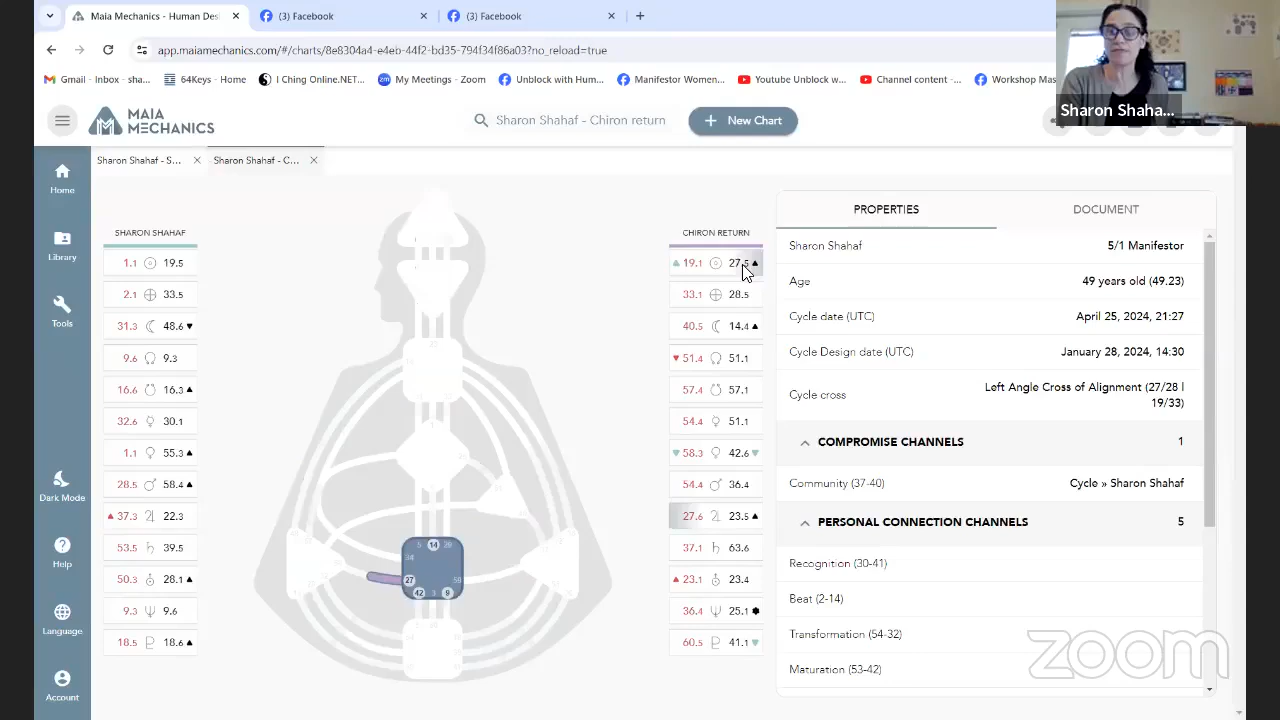 Maia Mechanics - Human Des
(3) Facebook
(3) Facebook
app.maiamechanics.com/#/charts/8e8304a4-e4eb-44f2-bd35-794f34f86803?no_reload=true
Gmail - Inbox - sha...
64Keys - Home
I Ching Online.NET...
My Meetings - Zoom
Unblock with Hum...
Manifestor Women...
Youtube Unblock w...
Channel content -...
Workshop Mas
Sharon Shaha...
MAIA
MECHANICS
Sharon Shahaf - Chiron return
+ New Chart
Sharon Shahaf - S...
Sharon Shahaf - C...
Home
Library
Tools
Dark Mode
Help
Language
Account
SHARON SHAHAF
1.1
2.1 33.5
31.3 48.6
9.6 9.3
16.6 16.3
32.6
28.5 58.4
37.3 22.3
53.5
50.3 28.1
9.3 9.6
18.5 18.6
CHIRON RETURN
19.1 27.5
33.1 28.5
40.5 14.4
51.4 51.1
57.4 57.1
54.4 51.1
58.3 42.6
54.4 36.4
27.6 23.5
37.1 63.6
23.1 23.4
36.4 25.1
60.5 41.1
5 14
34
27 59
42 3 9
PROPERTIES
DOCUMENT
Sharon Shahaf 5/1 Manifestor
Age 49 years old (49.23)
Cycle date (UTC) April 25, 2024, 21:27
Cycle Design date (UTC) January 28, 2024, 14:30
Cycle cross Left Angle Cross of Alignment (27/28 |
19/33)
COMPROMISE CHANNELS 1
Community (37-40) Cycle » Sharon Shahaf
PERSONAL CONNECTION CHANNELS 5
Recognition (30-41)
Beat (2-14)
Transformation (54-32)
Maturation (53-42)
zoom